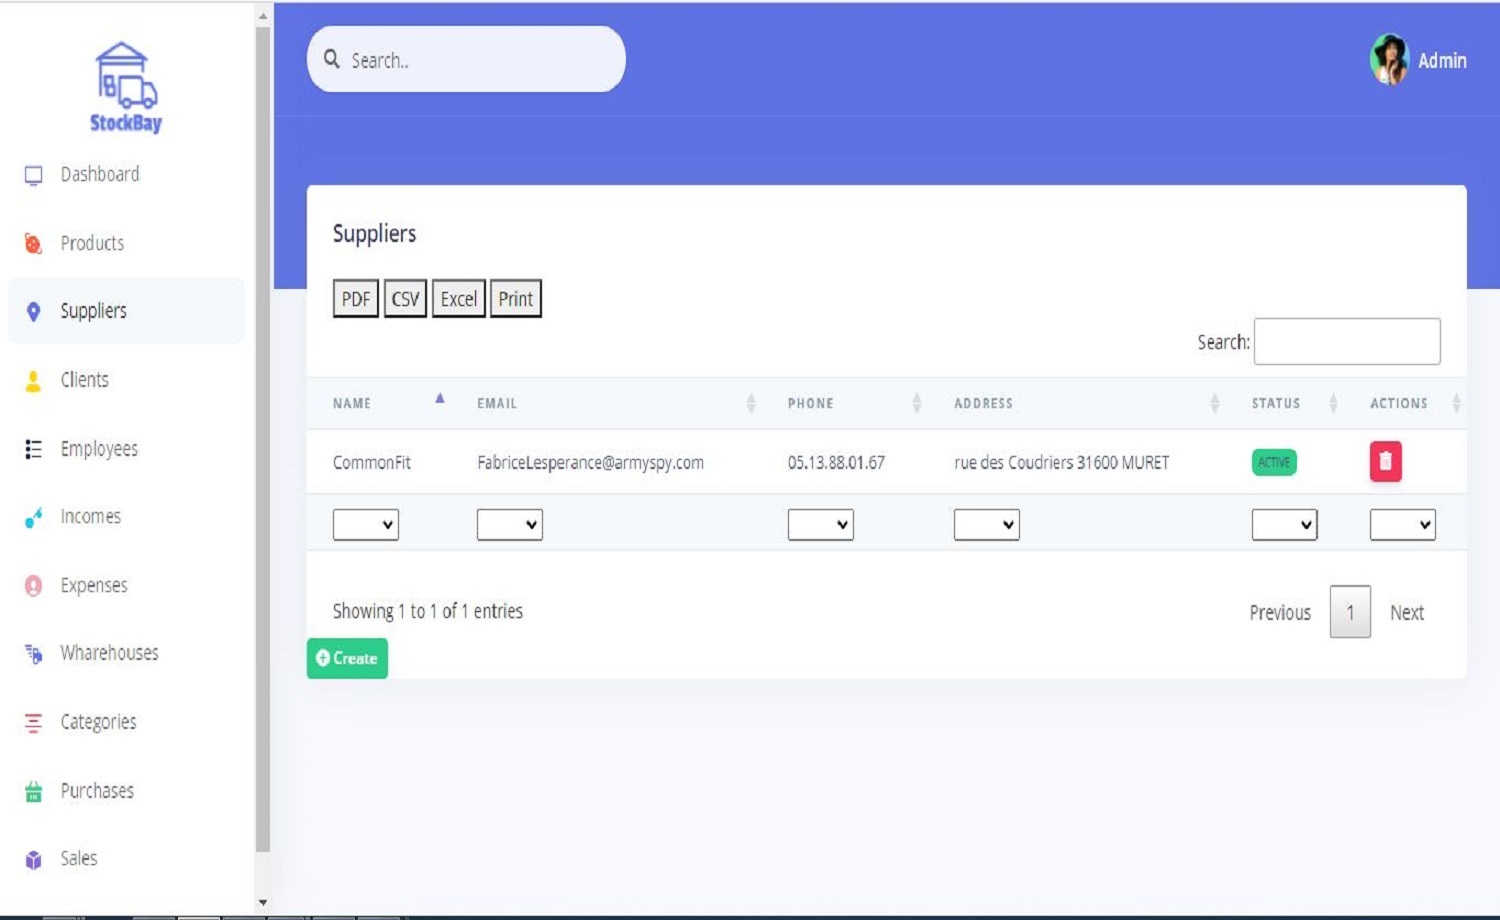 StockBay
Dashboard
Products
Suppliers
Clients
Employees
Incomes
Expenses
Wharehouses
Categories
Purchases
Sales
Search..
Admin
Suppliers
PDF CSV Excel Print
Search:
NAME EMAIL PHONE ADDRESS STATUS ACTIONS
CommonFit FabriceLesperance@armyspy.com 05.13.88.01.67 rue des Coudriers 31600 MURET ACTIVE
Showing 1 to 1 of 1 entries
Previous 1 Next
Create